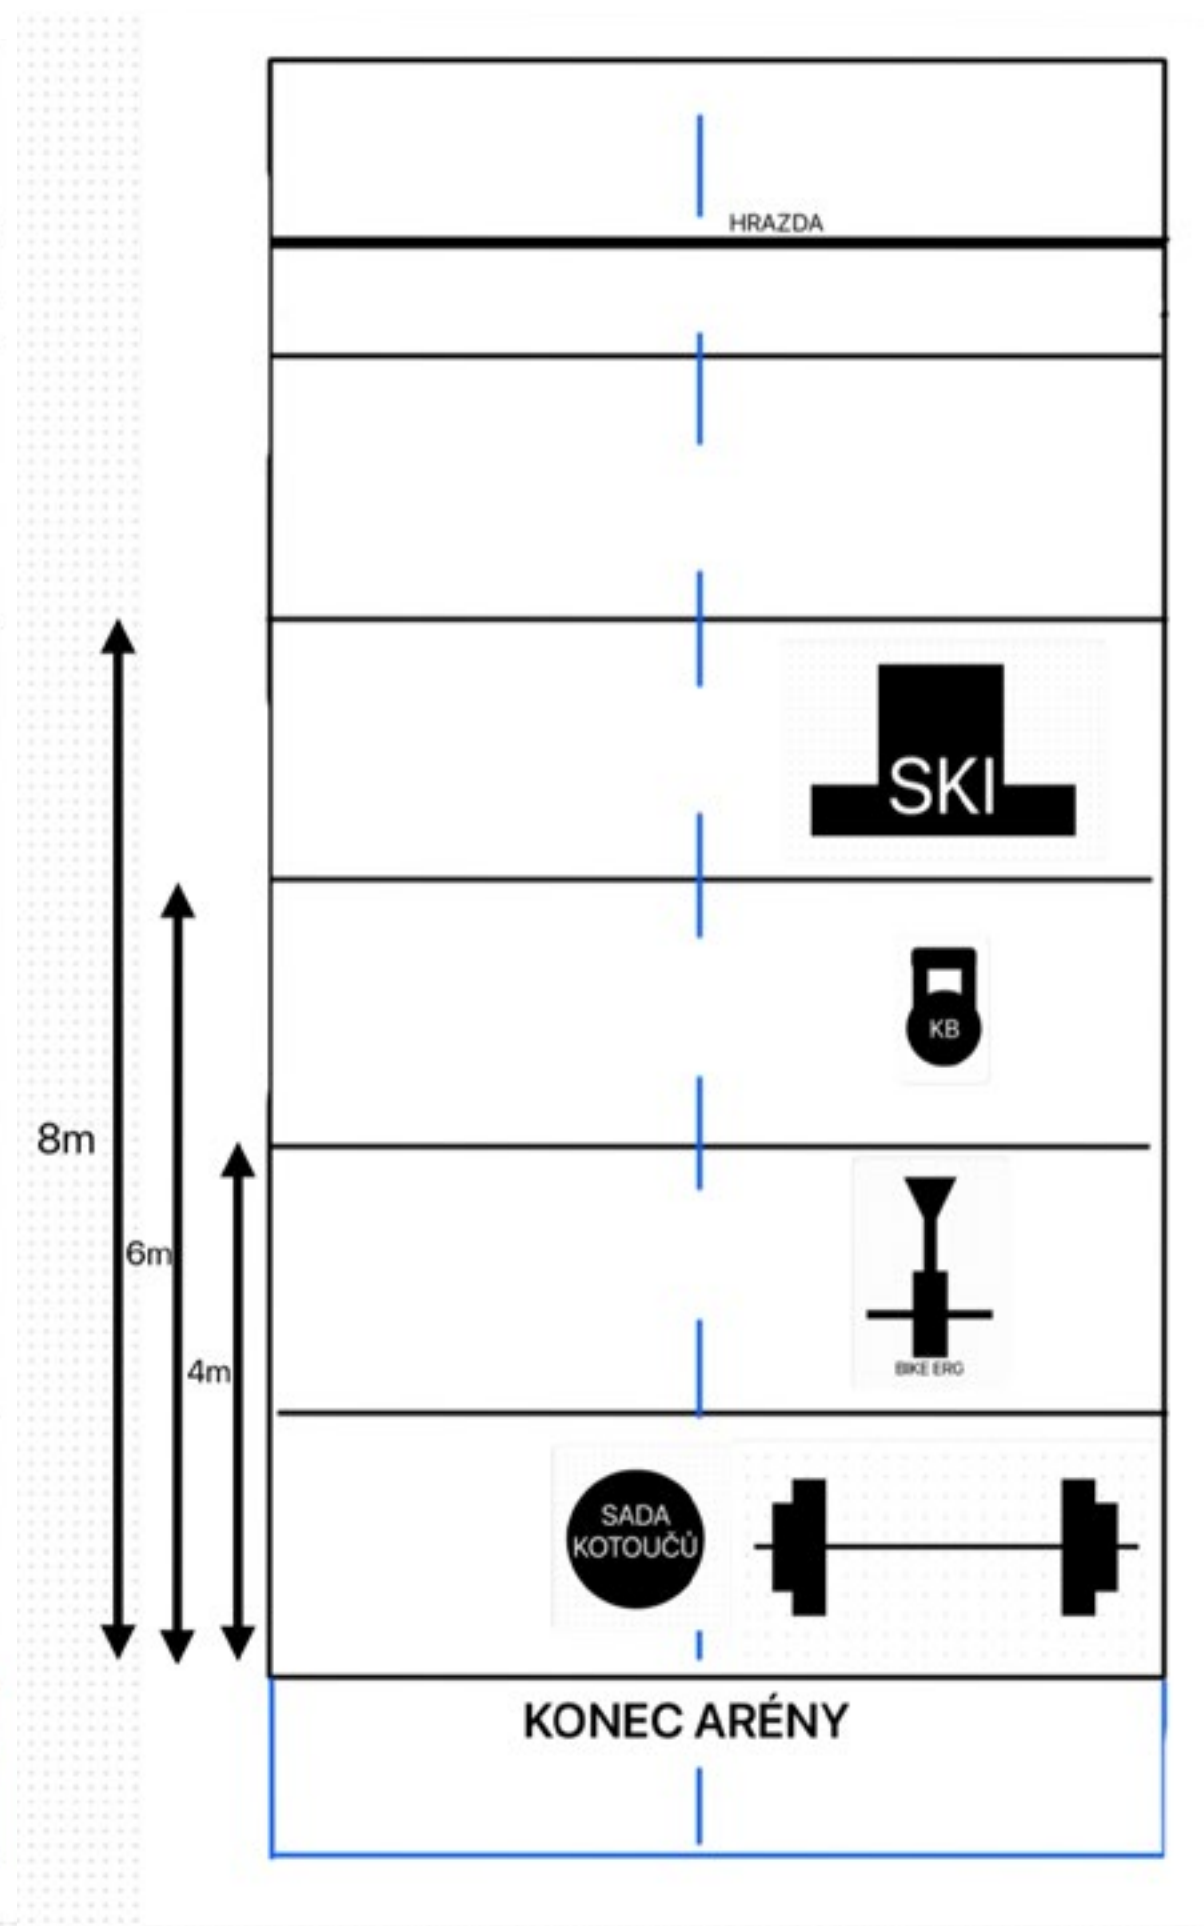 HRAZDA
SKI
KB
8m
6m
4m
BIKE ERG
SADA
KOTOUČŮ
KONEC ARÉNY